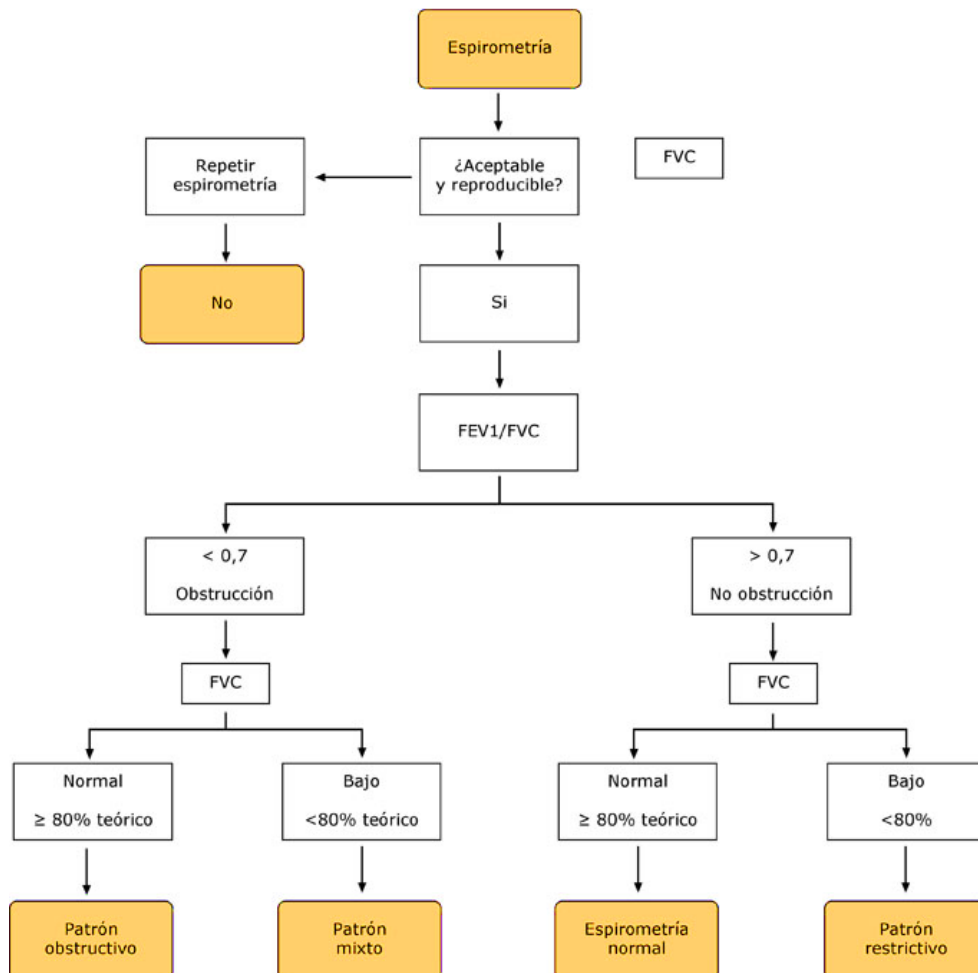 Espirometría
Repetir
espirometría
¿Aceptable
y reproducible?
FVC
No
Si
FEV1/FVC
< 0,7
Obstrucción
> 0,7
No obstrucción
FVC
FVC
Normal
≥ 80% teórico
Bajo
<80% teórico
Normal
≥ 80% teórico
Bajo
<80%
Patrón
obstructivo
Patrón
mixto
Espirometría
normal
Patrón
restrictivo